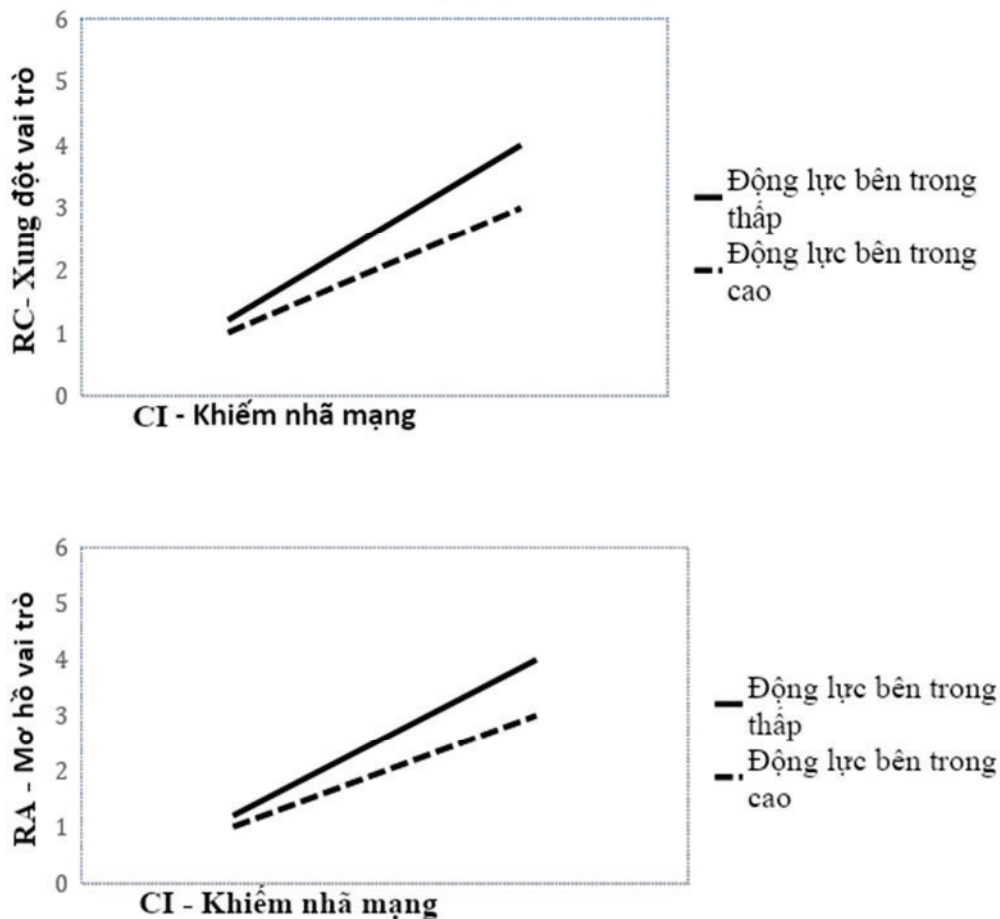 6
5
4
3
2
1
0
RC- Xung đột vai trò
CI - Khiếm nhã mạng
Động lực bên trong
thấp
Động lực bên trong
cao
6
5
4
3
2
1
0
RA - Mơ hồ vai trò
CI - Khiếm nhã mạng
Động lực bên trong
thấp
Động lực bên trong
cao